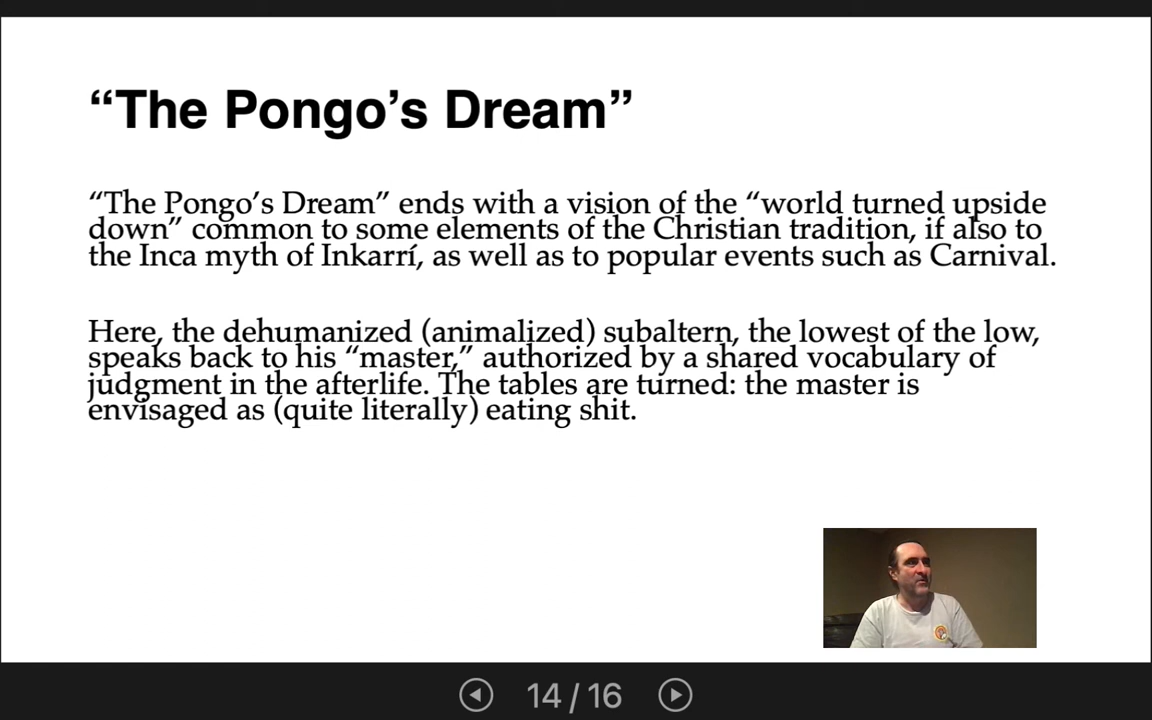 “The Pongo’s Dream”
“The Pongo’s Dream” ends with a vision of the “world turned upside
down” common to some elements of the Christian tradition, if also to
the Inca myth of Inkarrí, as well as to popular events such as Carnival.
Here, the dehumanized (animalized) subaltern, the lowest of the low,
speaks back to his “master,” authorized by a shared vocabulary of
judgment in the afterlife. The tables are turned: the master is
envisaged as (quite literally) eating shit.
14 / 16